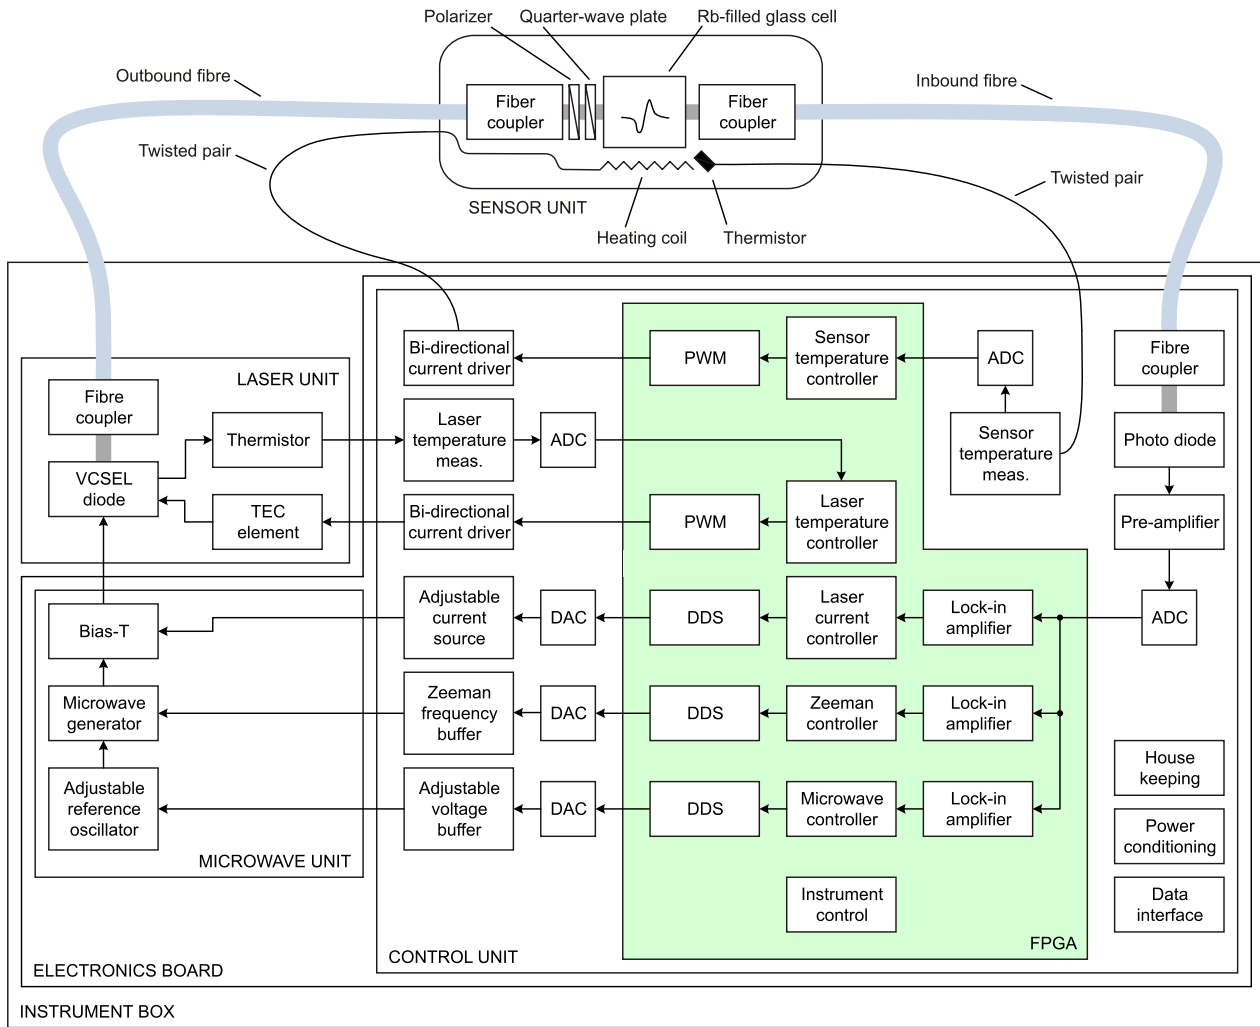 Polarizer
Quarter-wave plate
Rb-filled glass cell
Outbound fibre
Inbound fibre
Fiber
coupler
Fiber
coupler
Twisted pair
Twisted pair
SENSOR UNIT
Heating coil
Thermistor
LASER UNIT
Fibre
coupler
VCSEL
diode
Thermistor
TEC
element
Bi-directional
current driver
PWM
Sensor
temperature
controller
ADC
Fibre
coupler
Laser
temperature
meas.
ADC
Sensor
temperature
meas.
Photo diode
Bi-directional
current driver
PWM
Laser
temperature
controller
Pre-amplifier
Bias-T
Adjustable
current
source
DAC
DDS
Laser
current
controller
Lock-in
amplifier
ADC
Microwave
generator
Zeeman
frequency
buffer
DAC
DDS
Zeeman
controller
Lock-in
amplifier
House
keeping
Adjustable
reference
oscillator
Adjustable
voltage
buffer
DAC
DDS
Microwave
controller
Lock-in
amplifier
Power
conditioning
MICROWAVE UNIT
Instrument
control
Data
interface
FPGA
CONTROL UNIT
ELECTRONICS BOARD
INSTRUMENT BOX